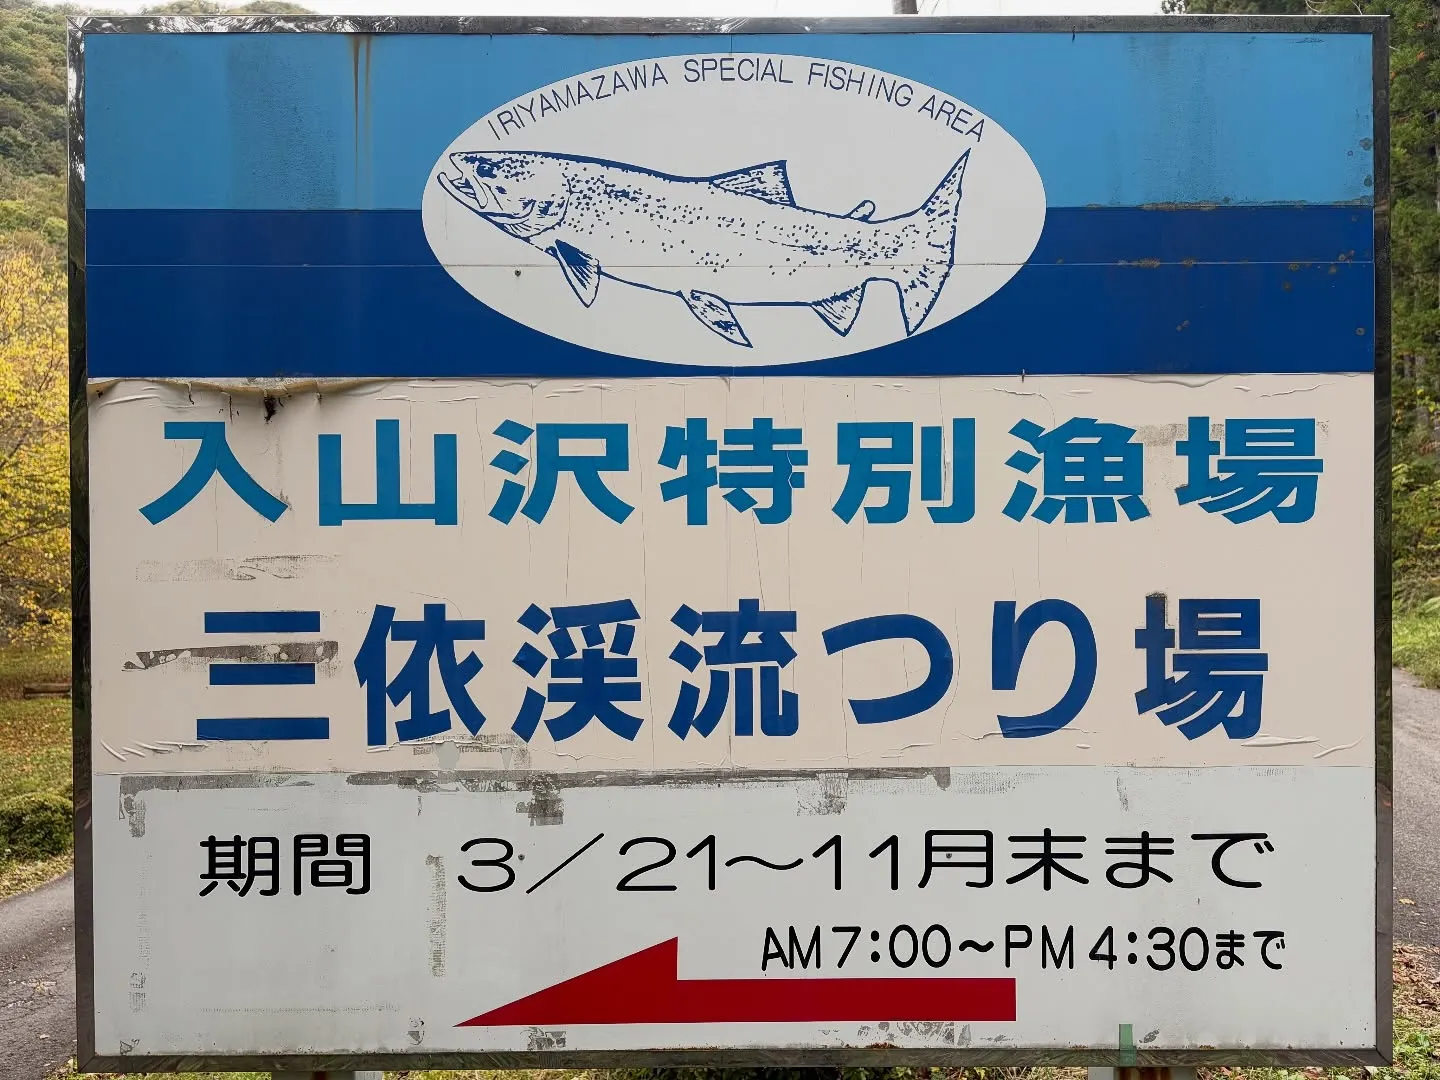 IRIYAMAZAWA SPECIAL FISHING AREA
入山沢特別漁場
三依渓流つり場
期間 3/21〜11月末まで
AM7:00〜PM4:30まで